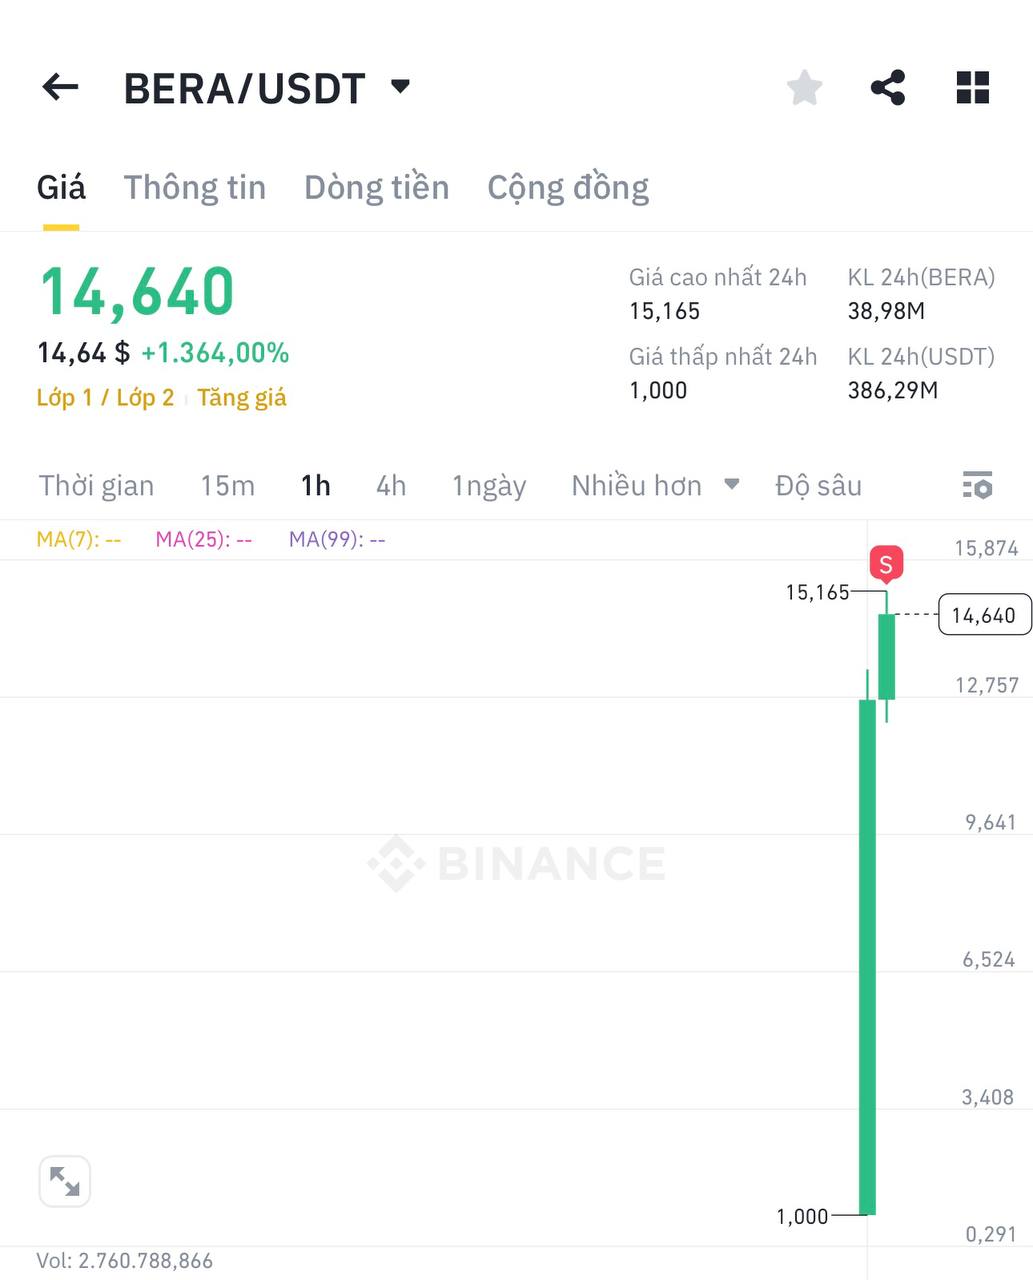 BERA/USDT
Giá Thông tin Dòng tiền Cộng đồng
14,640
14,64 $ +1.364,00%
Lớp 1 / Lớp 2 Tăng giá
Giá cao nhất 24h KL 24h(BERA)
15,165 38,98M
Giá thấp nhất 24h KL 24h(USDT)
1,000 386,29M
Thời gian 15m 1h 4h 1ngày Nhiều hơn Độ sâu
MA(7): -- MA(25): -- MA(99): --
15,874
S
15,165
14,640
12,757
9,641
BINANCE
6,524
3,408
1,000
0,291
Vol: 2.760.788,866